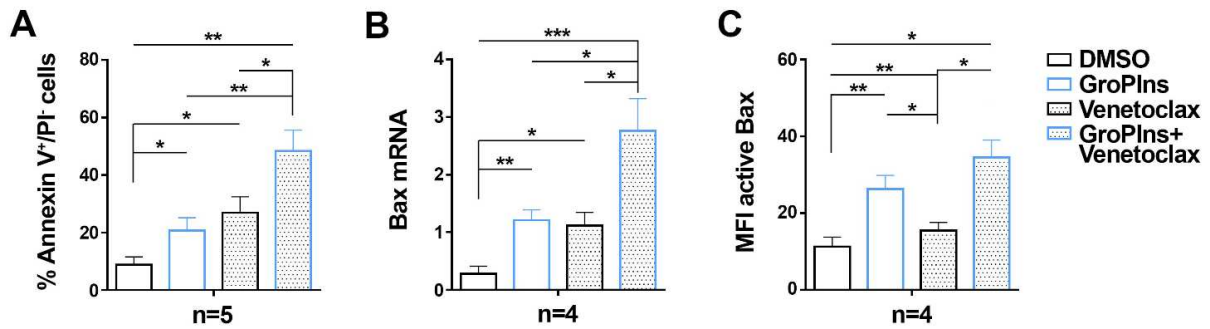 A
% Annexin V⁺/PI⁻ cells
80
60
40
20
0
**
*
**
*
*
n=5
B
Bax mRNA
4
3
2
1
0
***
*
*
*
**
n=4
C
MFI active Bax
60
40
20
0
*
**
*
**
*
n=4
DMSO
GroPIns
Venetoclax
GroPIns+
Venetoclax